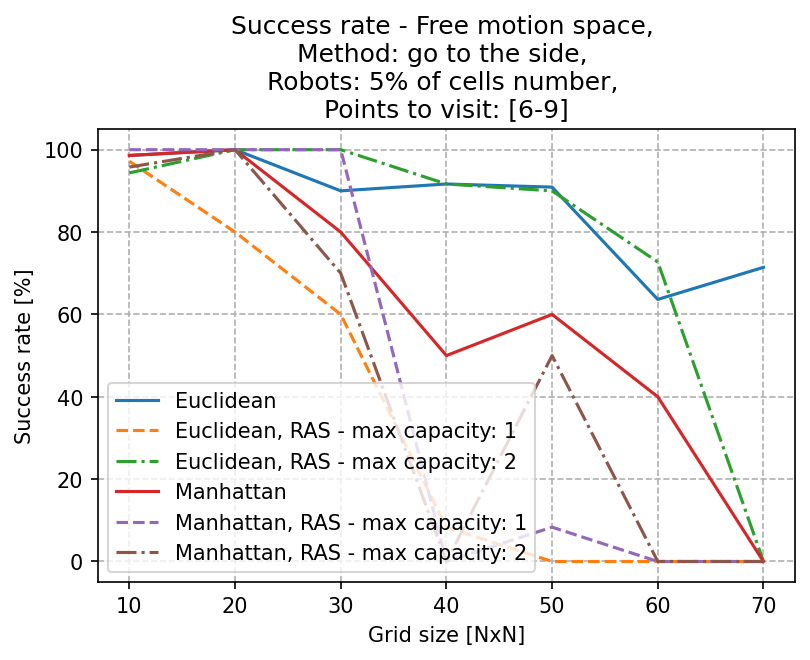 Success rate - Free motion space,
Method: go to the side,
Robots: 5% of cells number,
Points to visit: [6-9]
100
80
60
40
20
0
Success rate [%]
Euclidean
Euclidean, RAS - max capacity: 1
Euclidean, RAS - max capacity: 2
Manhattan
Manhattan, RAS - max capacity: 1
Manhattan, RAS - max capacity: 2
10 20 30 40 50 60 70
Grid size [NxN]